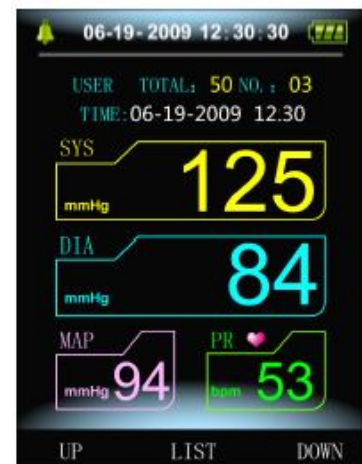 06-19-2009 12:30:30
USER TOTAL: 50 NO.: 03
TIME:06-19-2009 12.30
SYS
mmHg 125
DIA
mmHg 84
MAP PR
mmHg 94 bpm 53
UP LIST DOWN